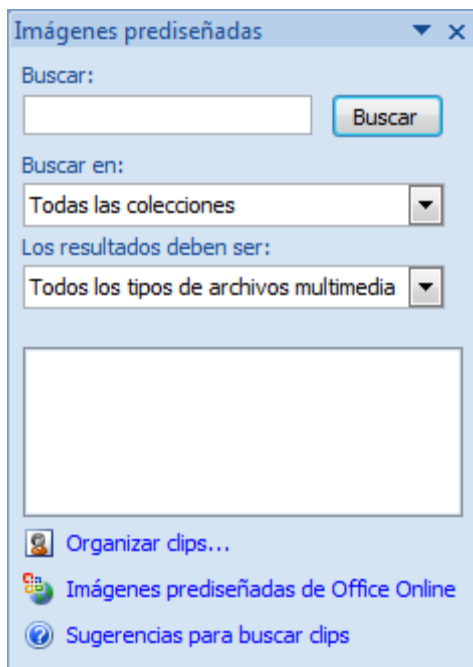 Imágenes prediseñadas
Buscar:
Buscar
Buscar en:
Todas las colecciones
Los resultados deben ser:
Todos los tipos de archivos multimedia
Organizar clips...
Imágenes prediseñadas de Office Online
Sugerencias para buscar clips